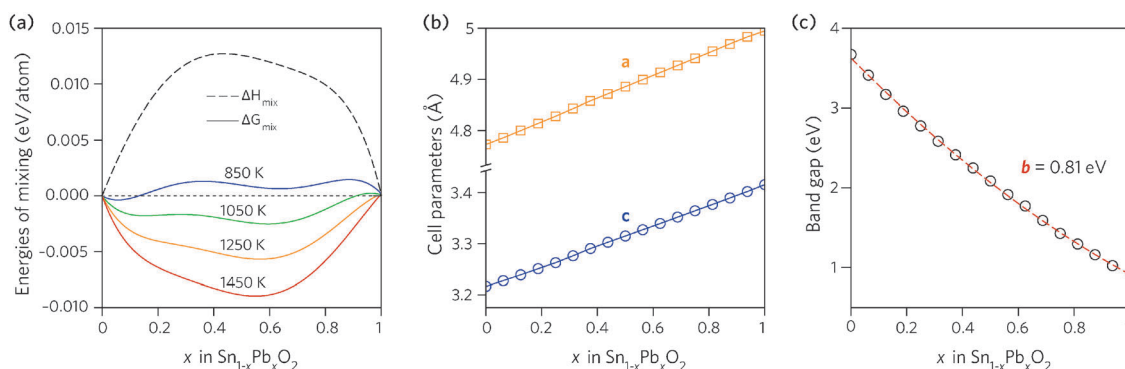 (a)
Energies of mixing (eV/atom)
0.015
0.010
0.005
0.000
-0.005
-0.010
ΔHmix
ΔGmix
850 K
1050 K
1250 K
1450 K
0 0.2 0.4 0.6 0.8 1
x in Sn1-xPbxO2
(b)
Cell parameters (Å)
5
4.9
4.8
3.4
3.3
3.2
a
c
0 0.2 0.4 0.6 0.8 1
x in Sn1-xPbxO2
(c)
Band gap (eV)
4
3
2
1
b = 0.81 eV
0 0.2 0.4 0.6 0.8 1
x in Sn1-xPbxO2